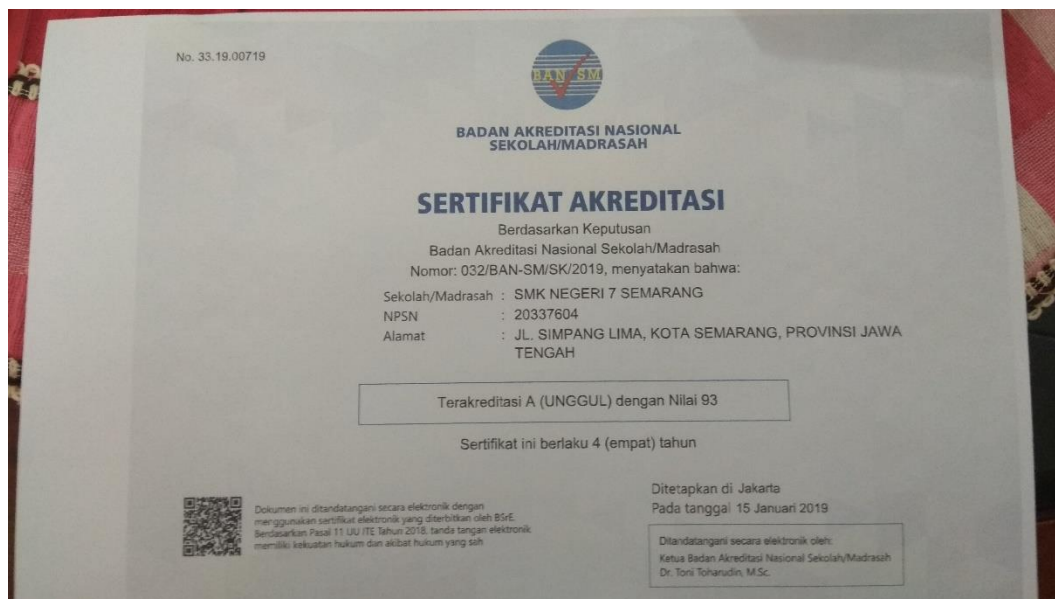 No. 33.19.00719
BAN SM
BADAN AKREDITASI NASIONAL
SEKOLAH/MADRASAH
SERTIFIKAT AKREDITASI
Berdasarkan Keputusan
Badan Akreditasi Nasional Sekolah/Madrasah
Nomor: 032/BAN-SM/SK/2019, menyatakan bahwa:
Sekolah/Madrasah : SMK NEGERI 7 SEMARANG
NPSN : 20337604
Alamat : JL. SIMPANG LIMA, KOTA SEMARANG, PROVINSI JAWA
TENGAH
Terakreditasi A (UNGGUL) dengan Nilai 93
Sertifikat ini berlaku 4 (empat) tahun
Dokumen ini ditandatangani secara elektronik dengan
menggunakan sertifikat elektronik yang diterbitkan oleh BSrE.
Berdasarkan Pasal 11 UU ITE Tahun 2018, tanda tangan elektronik
memiliki kekuatan hukum dan akibat hukum yang sah
Ditetapkan di Jakarta
Pada tanggal 15 Januari 2019
Ditandatangani secara elektronik oleh:
Ketua Badan Akreditasi Nasional Sekolah/Madrasah
Dr. Toni Toharudin, M.Sc.